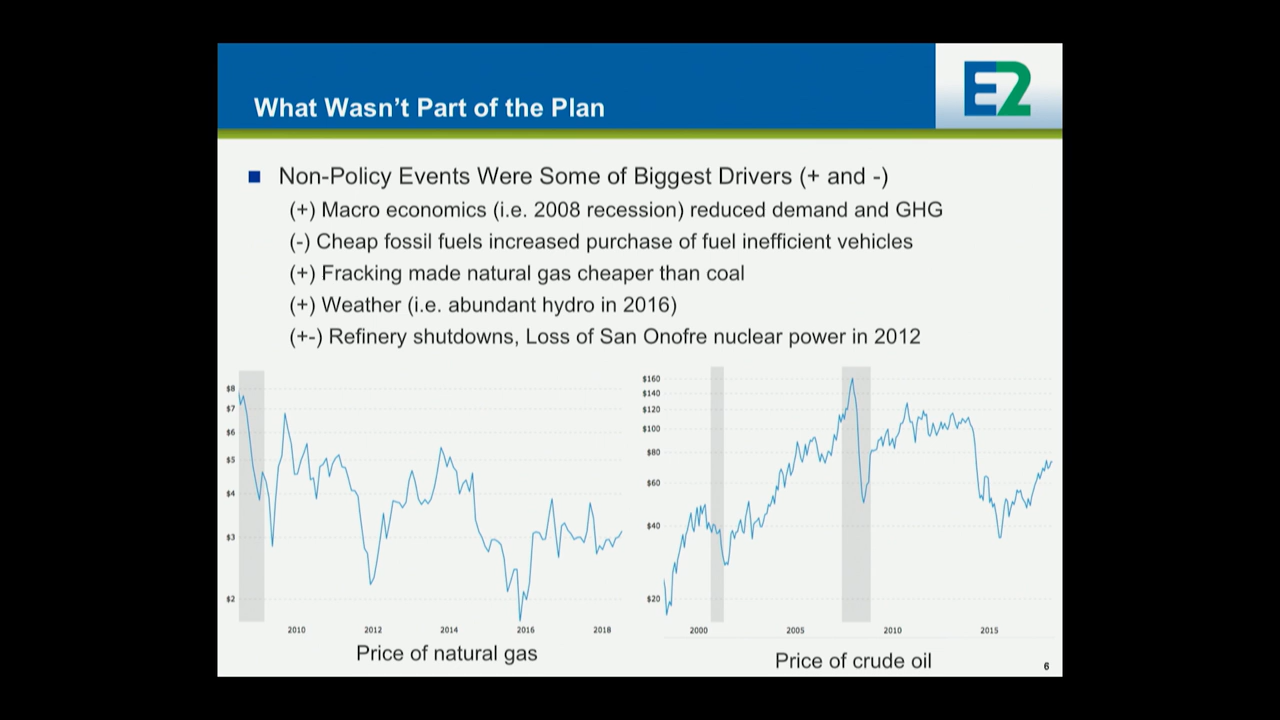 What Wasn't Part of the Plan
E2
Non-Policy Events Were Some of Biggest Drivers (+ and -)
(+) Macro economics (i.e. 2008 recession) reduced demand and GHG
(-) Cheap fossil fuels increased purchase of fuel inefficient vehicles
(+) Fracking made natural gas cheaper than coal
(+) Weather (i.e. abundant hydro in 2016)
(+-) Refinery shutdowns, Loss of San Onofre nuclear power in 2012
$8
$7
$6
$5
$4
$3
$2
2010 2012 2014 2016 2018
Price of natural gas
$160
$140
$120
$100
$80
$60
$40
$20
2000 2005 2010 2015
Price of crude oil
6